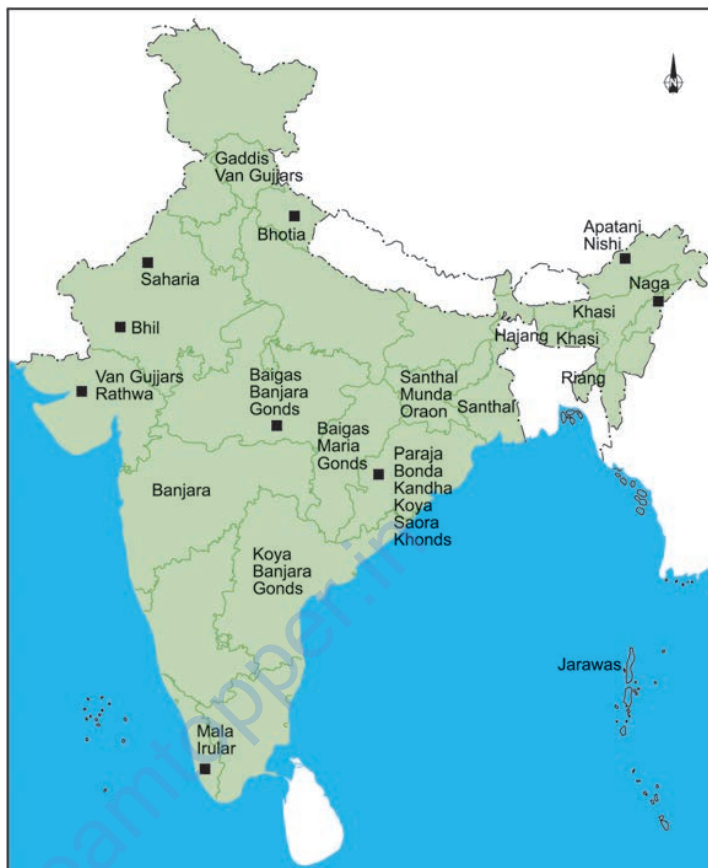 N
Gaddis
Van Gujjars
Bhotia
Apatani
Nishi
Saharia
Naga
Khasi
Bhil
Hajang
Khasi
Van Gujjars
Rathwa
Baigas
Banjara
Gonds
Santhal
Munda
Oraon
Santhal
Riang
Baigas
Maria
Gonds
Paraja
Bonda
Kandha
Koya
Saora
Khonds
Banjara
Koya
Banjara
Gonds
Jarawas
Mala
Irular